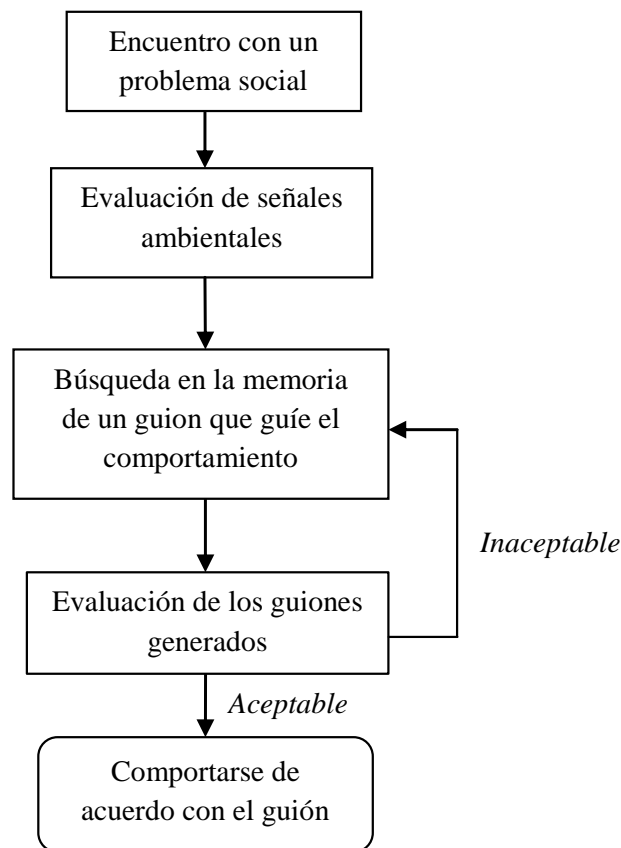 Encuentro con un
problema social
Evaluación de señales
ambientales
Búsqueda en la memoria
de un guion que guíe el
comportamiento
Inaceptable
Evaluación de los guiones
generados
Aceptable
Comportarse de
acuerdo con el guión